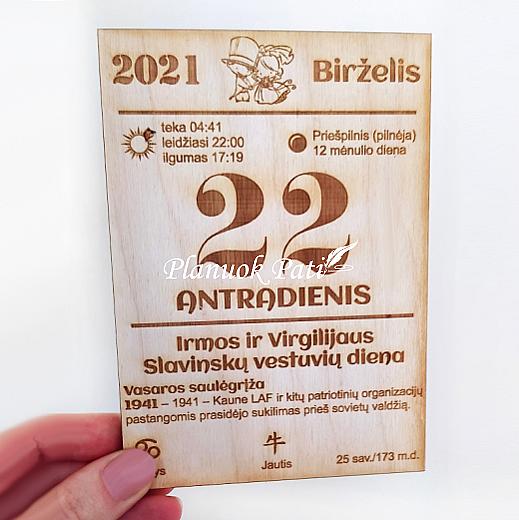 2021 Birželis
teka 04:41
leidžiasi 22:00
ilgumas 17:19
Priešpilnis (pilnėja)
12 mėnulio diena
22
Planuok Pati
ANTRADIENIS
Irmos ir Virgilijaus
Slavinskų vestuvių diena
Vasaros saulėgrįža
1941 – 1941 – Kaune LAF ir kitų patriotinių organizacijų
pastangomis prasidėjo sukilimas prieš sovietų valdžią.
牛
Jautis
25 sav./173 m.d.